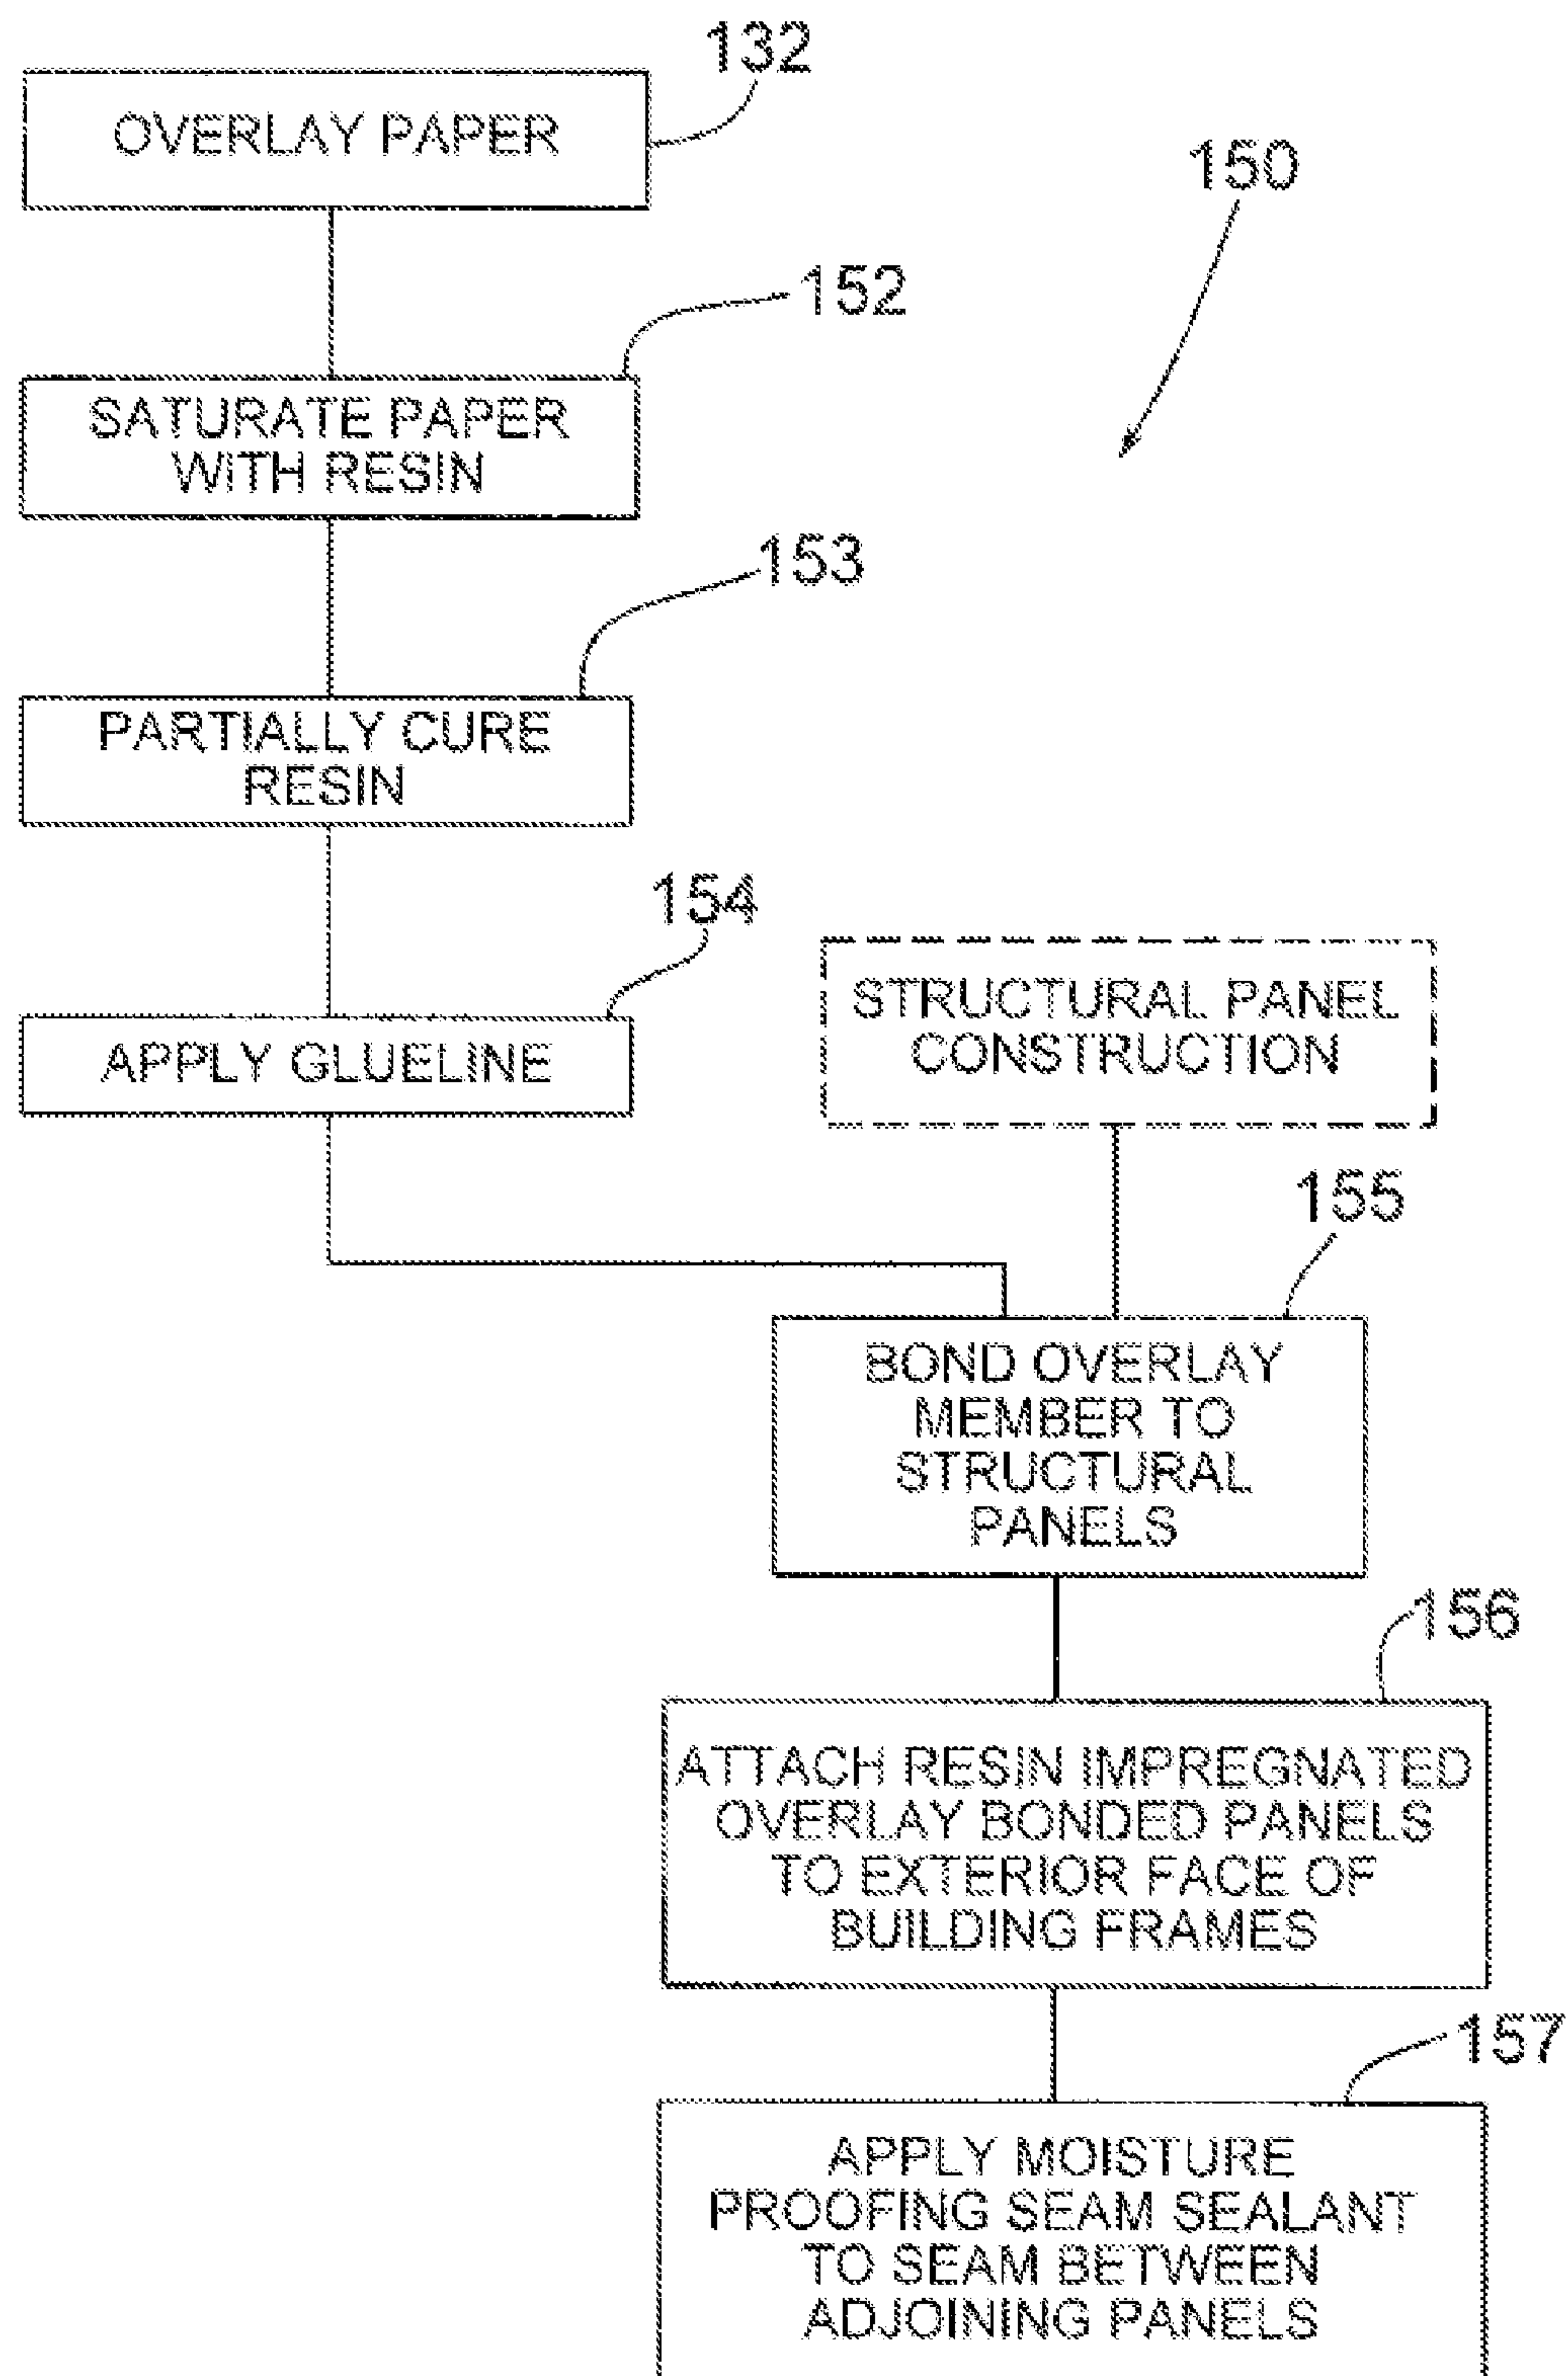 132
OVERLAY PAPER
150
152
SATURATE PAPER
WITH RESIN
153
PARTIALLY CURE
RESIN
154
APPLY GLUELINE
STRUCTURAL PANEL
CONSTRUCTION
155
BOND OVERLAY
MEMBER TO
STRUCTURAL
PANELS
156
ATTACH RESIN IMPREGNATED
OVERLAY BONDED PANELS
TO EXTERIOR FACE OF
BUILDING FRAMES
157
APPLY MOISTURE
PROOFING SEAM SEALANT
TO SEAM BETWEEN
ADJOINING PANELS